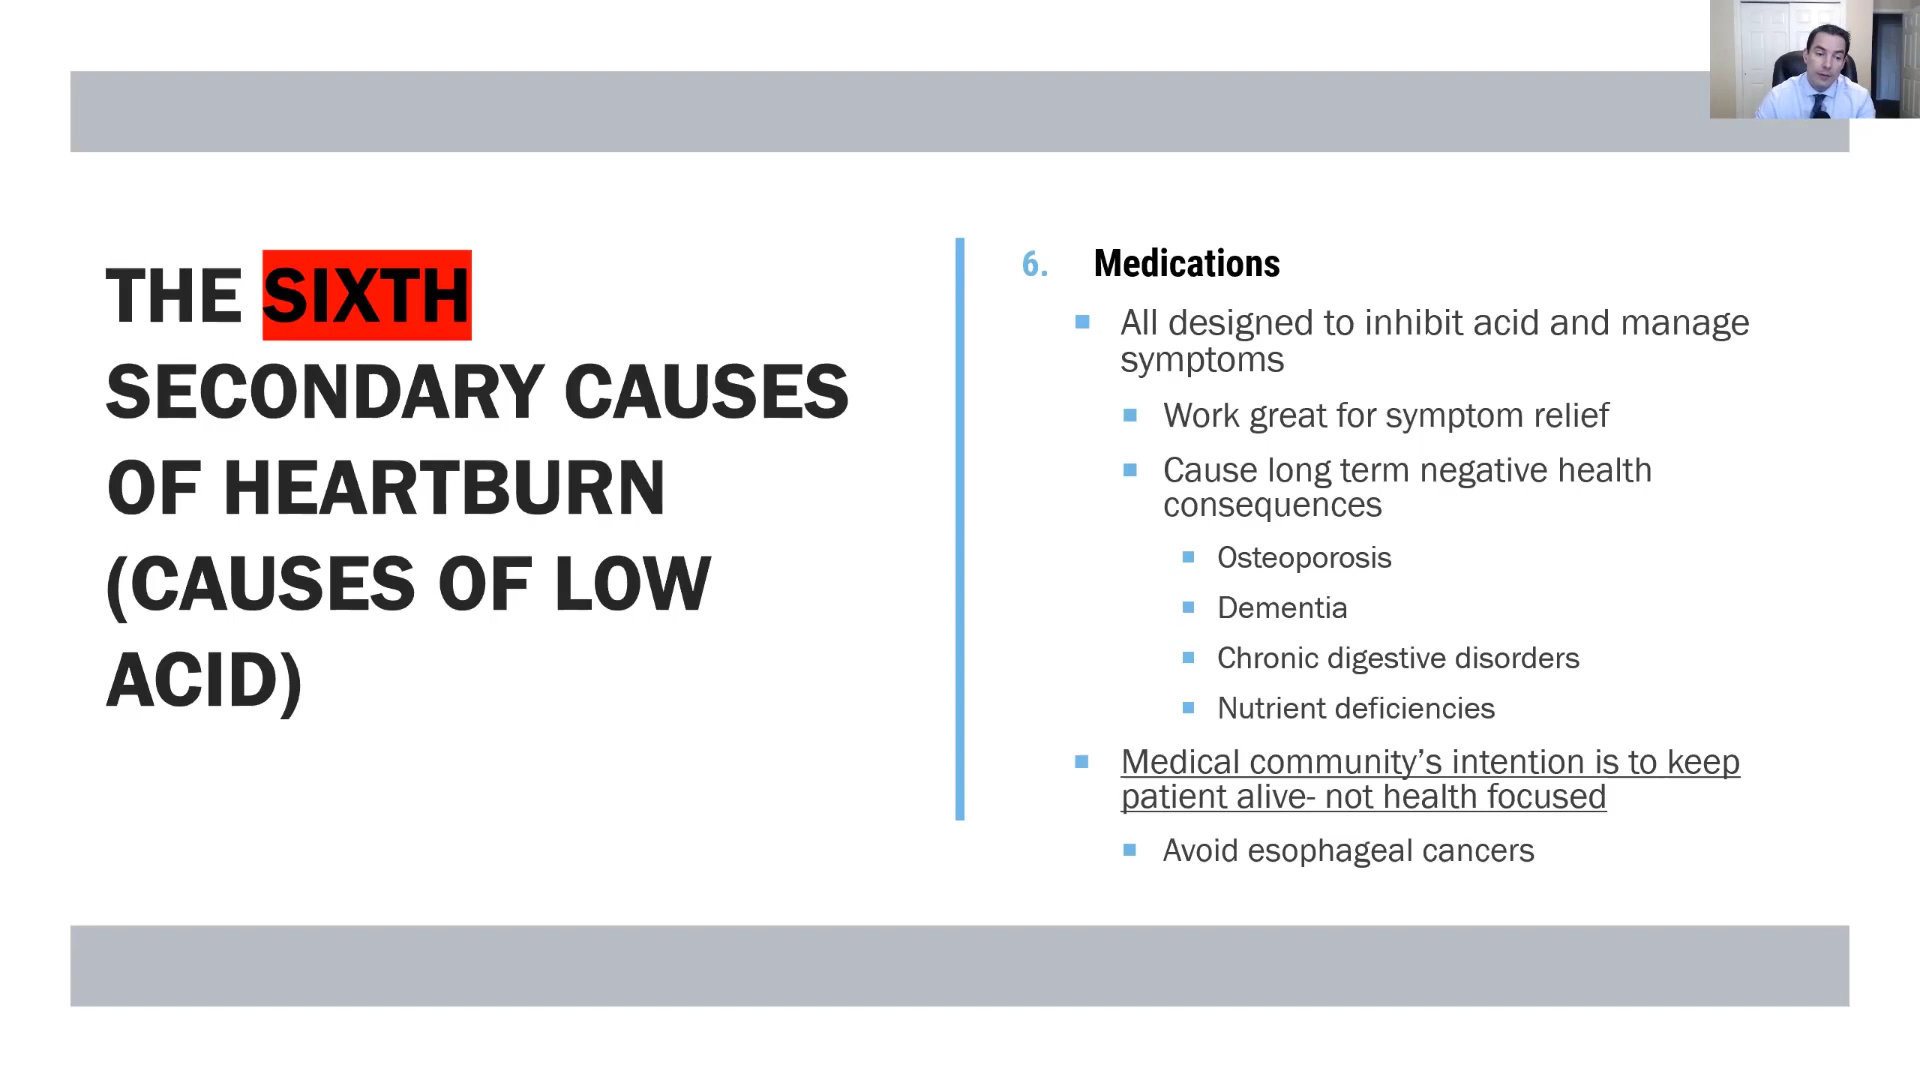 THE SIXTH
SECONDARY CAUSES
OF HEARTBURN
(CAUSES OF LOW
ACID)
6. Medications
All designed to inhibit acid and manage
symptoms
Work great for symptom relief
Cause long term negative health
consequences
Osteoporosis
Dementia
Chronic digestive disorders
Nutrient deficiencies
Medical community’s intention is to keep
patient alive- not health focused
Avoid esophageal cancers